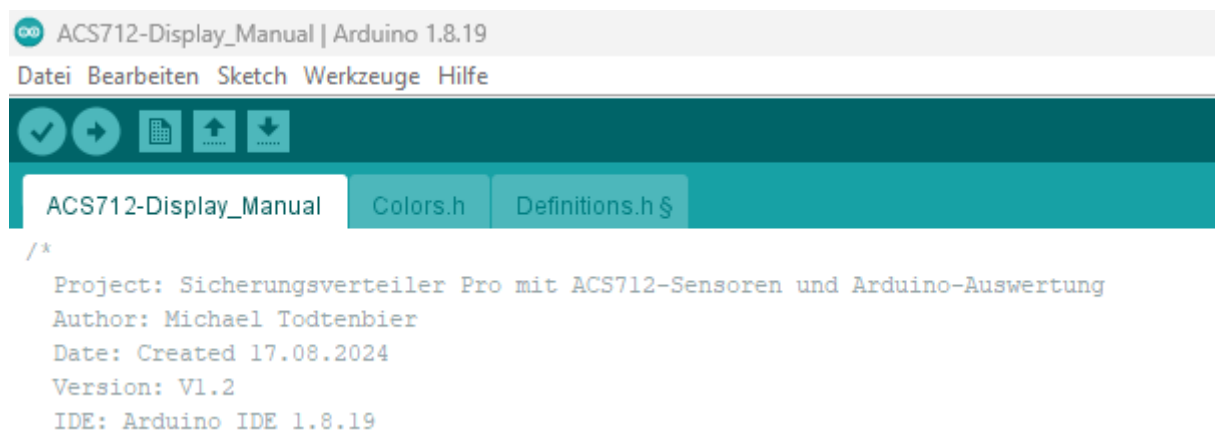 ACS712-Display_Manual | Arduino 1.8.19
Datei Bearbeiten Sketch Werkzeuge Hilfe
ACS712-Display_Manual Colors.h Definitions.h §
/*
Project: Sicherungsverteiler Pro mit ACS712-Sensoren und Arduino-Auswertung
Author: Michael Todtenbier
Date: Created 17.08.2024
Version: V1.2
IDE: Arduino IDE 1.8.19